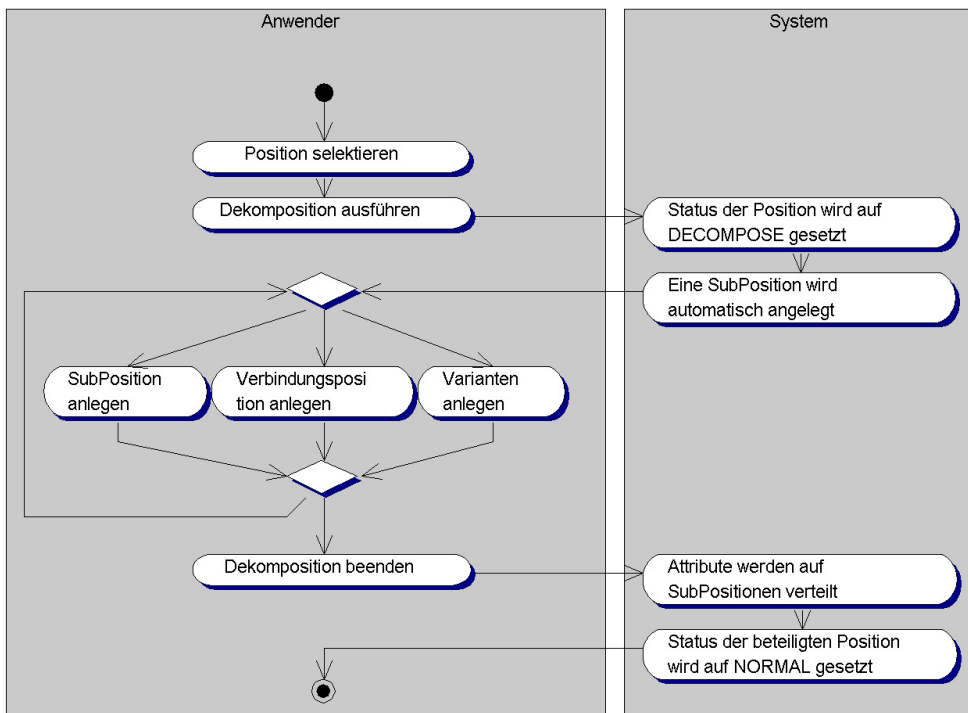 Anwender
System
Position selektieren
Dekomposition ausführen
Status der Position wird auf
DECOMPOSE gesetzt
Eine SubPosition wird
automatisch angelegt
SubPosition
anlegen
Verbindungsposi
tion anlegen
Varianten
anlegen
Dekomposition beenden
Attribute werden auf
SubPositionen verteilt
Status der beteiligten Position
wird auf NORMAL gesetzt